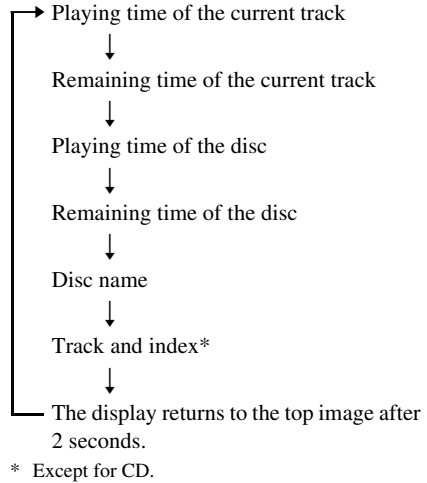 Playing time of the current track
Remaining time of the current track
Playing time of the disc
Remaining time of the disc
Disc name
Track and index*
The display returns to the top image after
2 seconds.
* Except for CD.